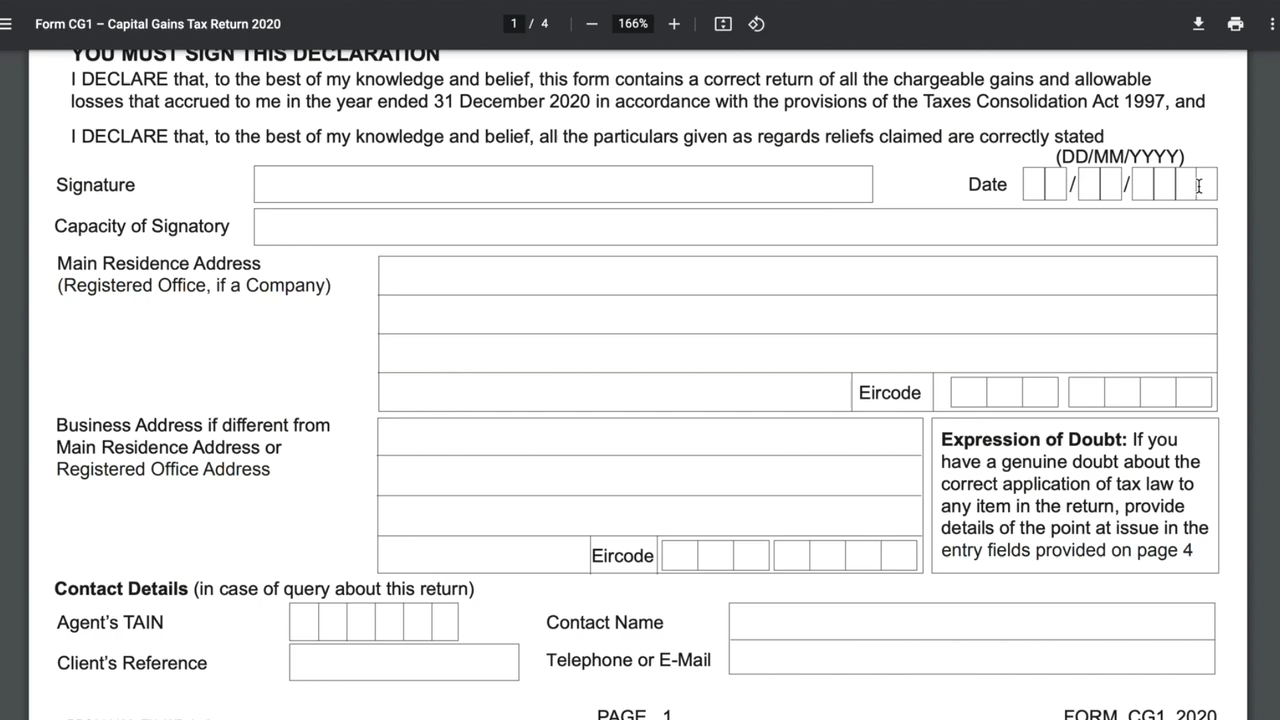 Form CG1 – Capital Gains Tax Return 2020
1 / 4
166%
YOU MUST SIGN THIS DECLARATION
I DECLARE that, to the best of my knowledge and belief, this form contains a correct return of all the chargeable gains and allowable
losses that accrued to me in the year ended 31 December 2020 in accordance with the provisions of the Taxes Consolidation Act 1997, and
I DECLARE that, to the best of my knowledge and belief, all the particulars given as regards reliefs claimed are correctly stated
(DD/MM/YYYY)
Signature
Date / /
Capacity of Signatory
Main Residence Address
(Registered Office, if a Company)
Eircode
Business Address if different from
Main Residence Address or
Registered Office Address
Eircode
Expression of Doubt: If you
have a genuine doubt about the
correct application of tax law to
any item in the return, provide
details of the point at issue in the
entry fields provided on page 4
Contact Details (in case of query about this return)
Agent's TAIN
Contact Name
Client's Reference
Telephone or E-Mail
PAGE 1
FORM CG1 2020